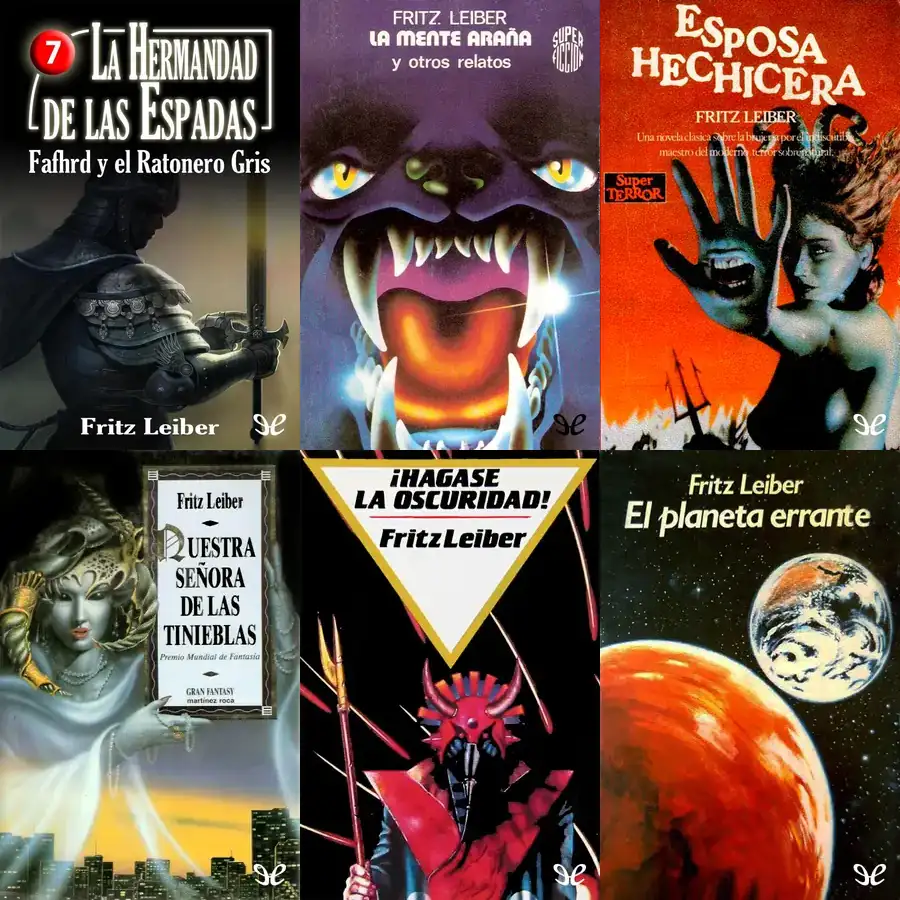 7
LA HERMANDAD
DE LAS ESPADAS
Fafhrd y el Ratonero Gris
Fritz Leiber
FRITZ LEIBER
LA MENTE ARAÑA
y otros relatos
SUPER
FICCION
ESPOSA
HECHICERA
FRITZ LEIBER
Una novela clásica sobre la brujería por el indiscutible
maestro del moderno terror sobrenatural.
Super
TERROR
Fritz Leiber
NUESTRA
SEÑORA
DE LAS
TINIEBLAS
Premio Mundial de Fantasía
GRAN FANTASY
martínez roca
¡HAGASE
LA OSCURIDAD!
Fritz Leiber
Fritz Leiber
El planeta errante